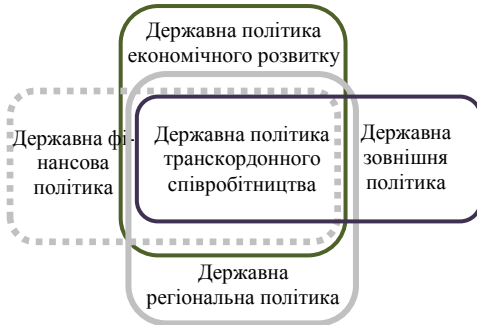 Державна політика
економічного розвитку
Державна фі-
нансова
політика
Державна політика
транскордонного
співробітництва
Державна
зовнішня
політика
Державна
регіональна політика